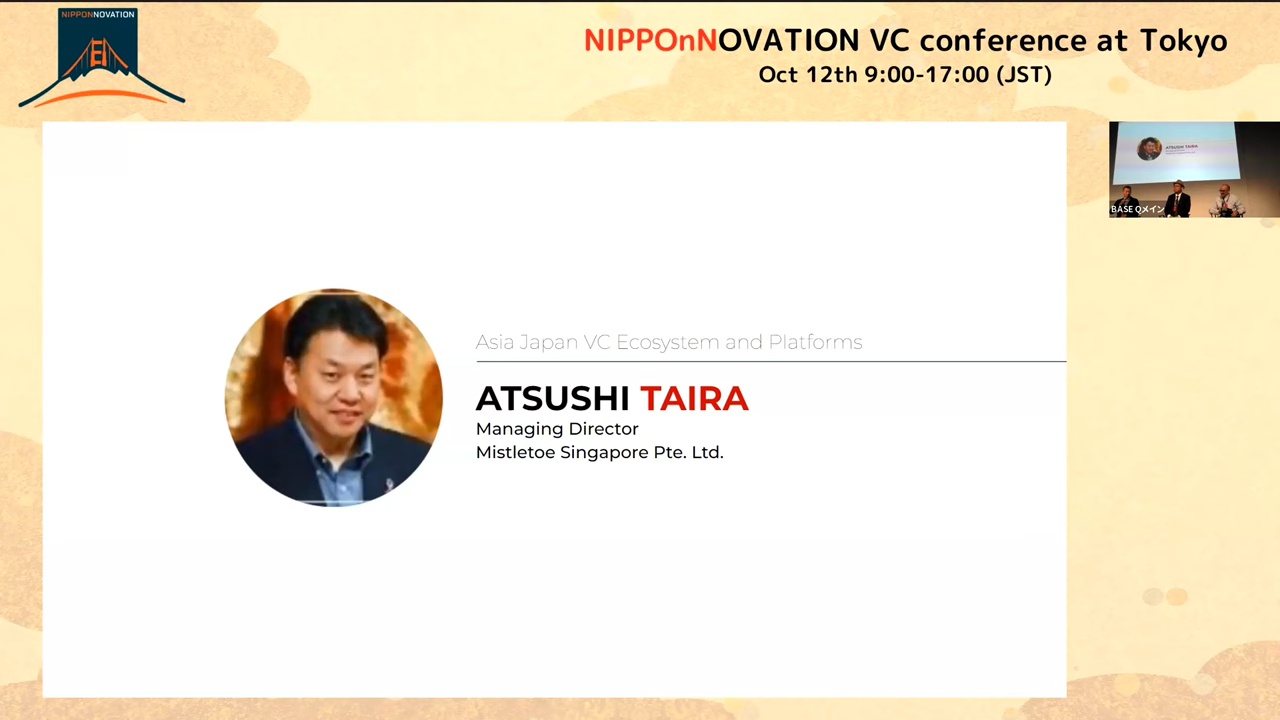 NIPPONNOVATION
NIPPOnNOVATION VC conference at Tokyo
Oct 12th 9:00-17:00 (JST)
Asia Japan VC Ecosystem and Platforms
ATSUSHI TAIRA
Managing Director
Mistletoe Singapore Pte. Ltd.
ATSUSHI TAIRA
BASE Qメイン